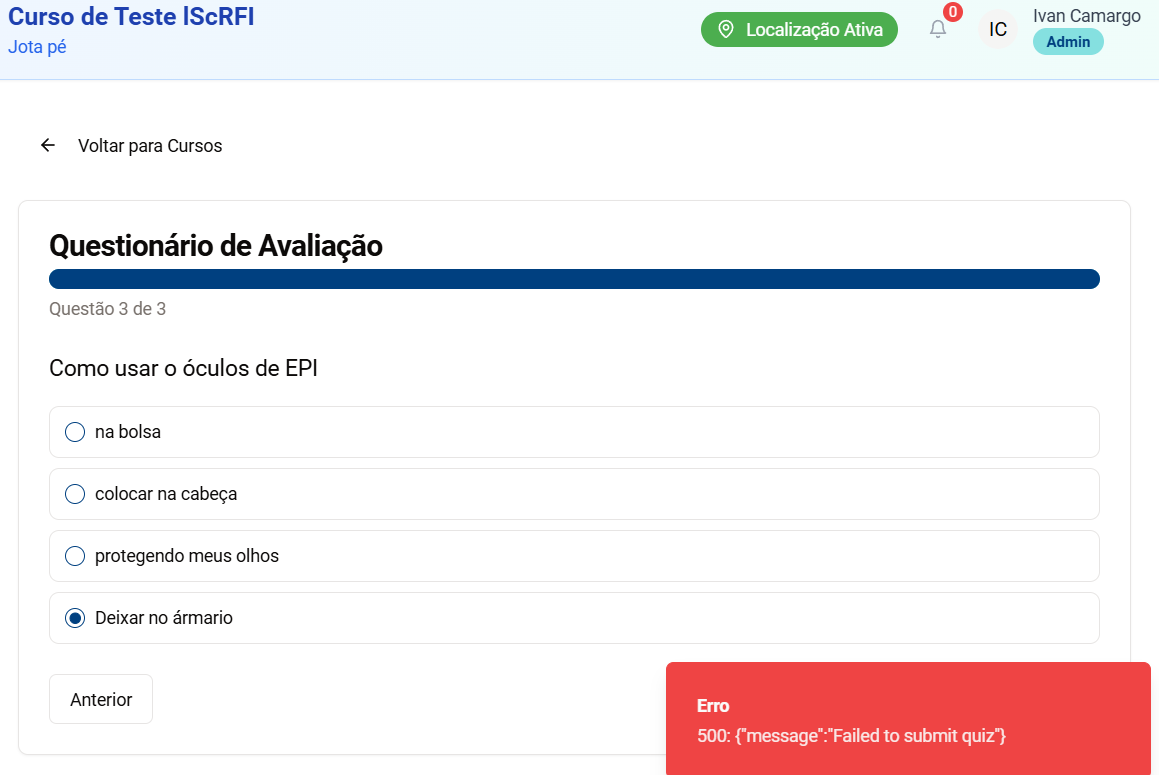 Curso de Teste lScRFI
Jota pé
Localização Ativa
0
IC
Ivan Camargo
Admin
Voltar para Cursos
Questionário de Avaliação
Questão 3 de 3
Como usar o óculos de EPI
na bolsa
colocar na cabeça
protegendo meus olhos
Deixar no ármario
Anterior
Erro
500: {"message":"Failed to submit quiz"}